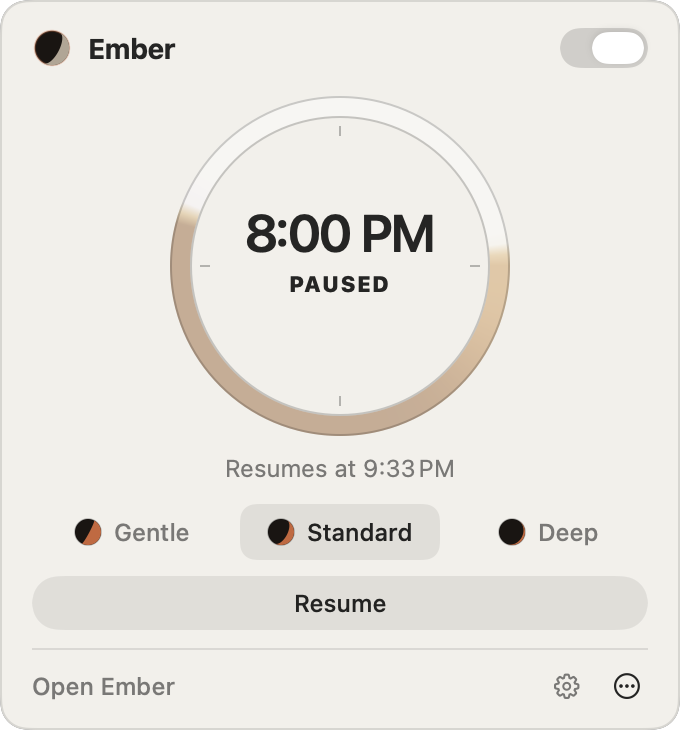 Ember
8:00 PM
PAUSED
Resumes at 9:33 PM
Gentle
Standard
Deep
Resume
Open Ember